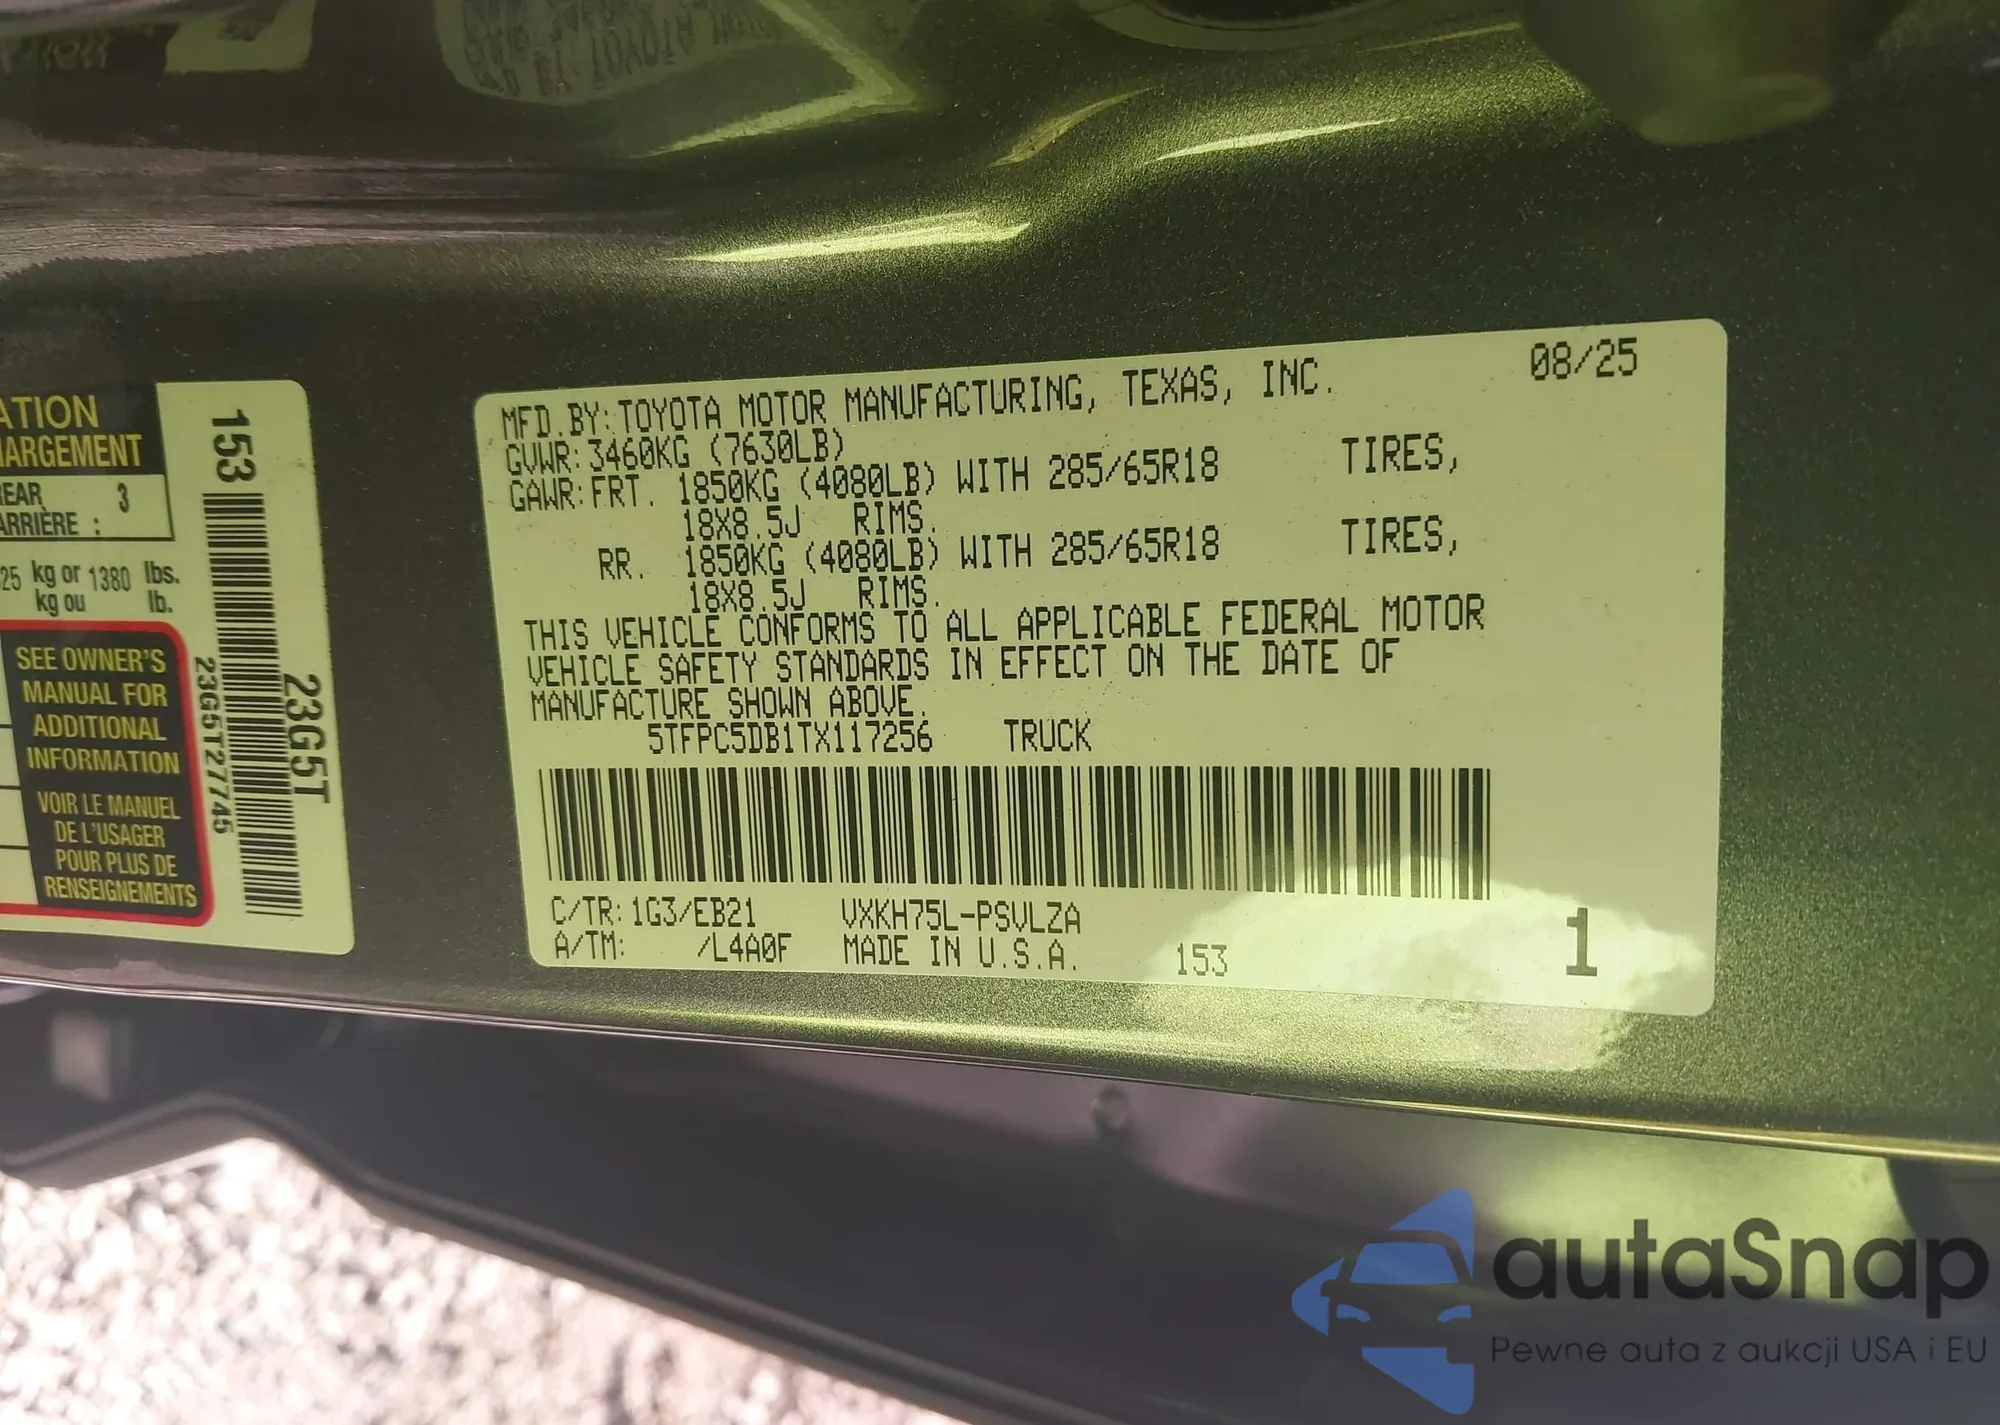 ATION
HARGEMENT
REAR
ARRIÈRE : 3
25 kg or 1380 lbs.
kg ou lb.
SEE OWNER'S
MANUAL FOR
ADDITIONAL
INFORMATION
VOIR LE MANUEL
DE L'USAGER
POUR PLUS DE
RENSEIGNEMENTS
153
23G5T27745
23G5T
MFD.BY:TOYOTA MOTOR MANUFACTURING, TEXAS, INC. 08/25
GVWR:3460KG (7630LB)
GAWR:FRT. 1850KG (4080LB) WITH 285/65R18 TIRES,
18X8.5J RIMS.
RR. 1850KG (4080LB) WITH 285/65R18 TIRES,
18X8.5J RIMS.
THIS VEHICLE CONFORMS TO ALL APPLICABLE FEDERAL MOTOR
VEHICLE SAFETY STANDARDS IN EFFECT ON THE DATE OF
MANUFACTURE SHOWN ABOVE.
5TFPC5DB1TX117256 TRUCK
C/TR:1G3/EB21 VXKH75L-PSVLZA
A/TM: /L4A0F MADE IN U.S.A. 153 1
autaSnap
Pewne auta z aukcji USA i EU